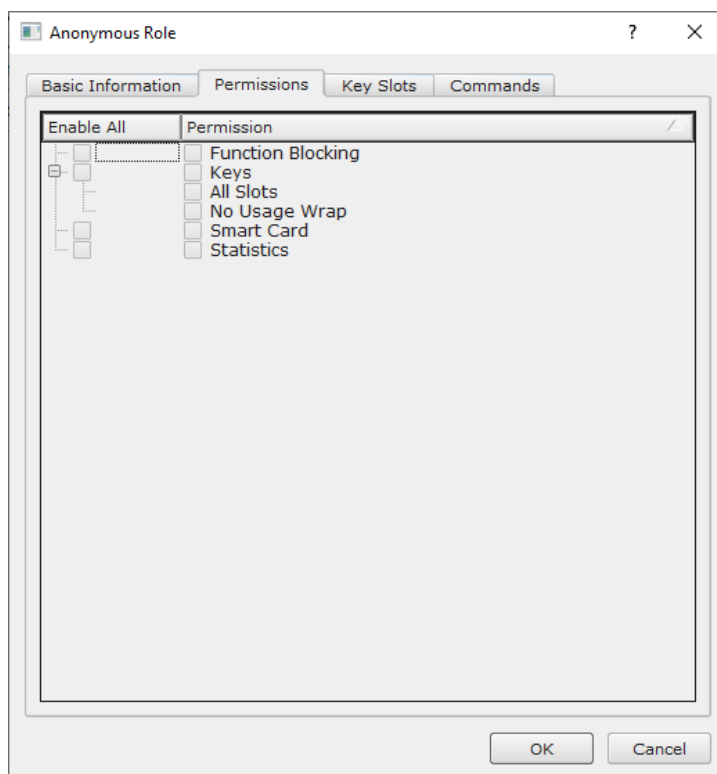 Anonymous Role
Basic Information Permissions Key Slots Commands
Enable All Permission
Function Blocking
Keys
All Slots
No Usage Wrap
Smart Card
Statistics
OK Cancel